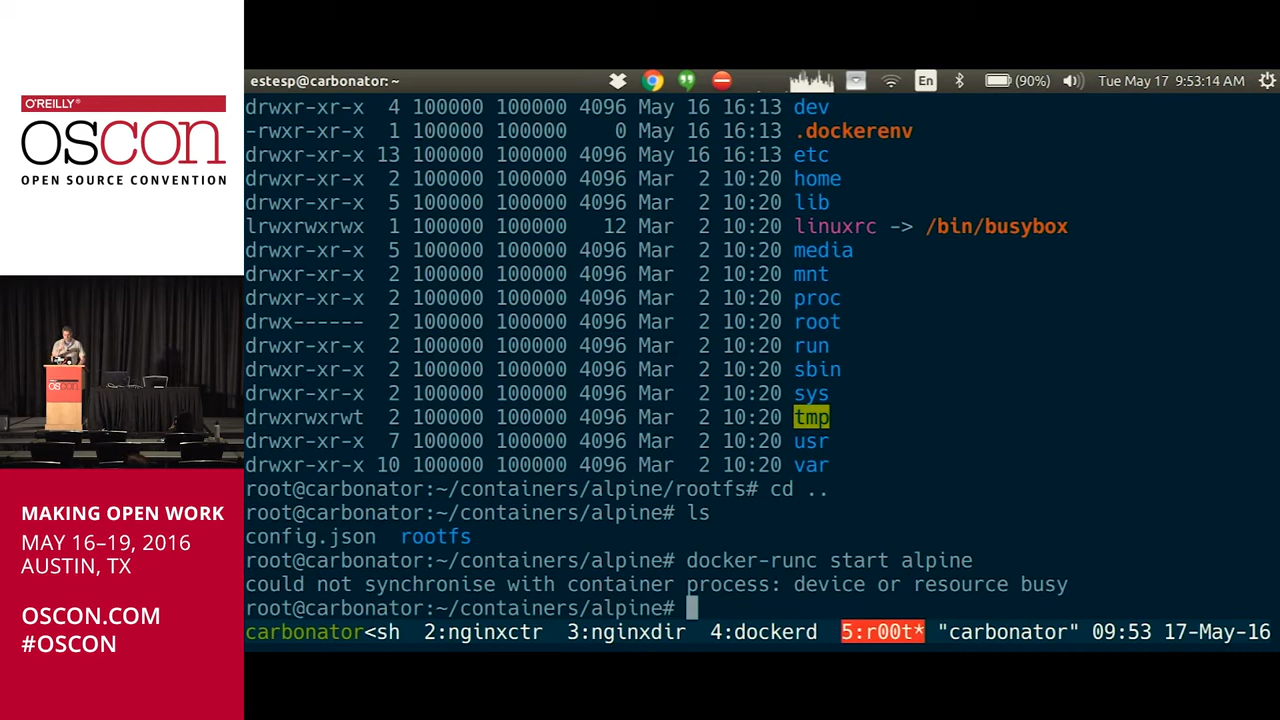 O'REILLY®
OSCON
OPEN SOURCE CONVENTION
MAKING OPEN WORK
MAY 16–19, 2016
AUSTIN, TX
OSCON.COM
#OSCON
estesp@carbonator: ~
En
(90%)
Tue May 17 9:53:14 AM
drwxr-xr-x 4 100000 100000 4096 May 16 16:13 dev
-rwxr-xr-x 1 100000 100000 0 May 16 16:13 .dockerenv
drwxr-xr-x 13 100000 100000 4096 May 16 16:13 etc
drwxr-xr-x 2 100000 100000 4096 Mar 2 10:20 home
drwxr-xr-x 5 100000 100000 4096 Mar 2 10:20 lib
lrwxrwxrwx 1 100000 100000 12 Mar 2 10:20 linuxrc -> /bin/busybox
drwxr-xr-x 5 100000 100000 4096 Mar 2 10:20 media
drwxr-xr-x 2 100000 100000 4096 Mar 2 10:20 mnt
drwxr-xr-x 2 100000 100000 4096 Mar 2 10:20 proc
drwx------ 2 100000 100000 4096 Mar 2 10:20 root
drwxr-xr-x 2 100000 100000 4096 Mar 2 10:20 run
drwxr-xr-x 2 100000 100000 4096 Mar 2 10:20 sbin
drwxr-xr-x 2 100000 100000 4096 Mar 2 10:20 sys
drwxrwxrwt 2 100000 100000 4096 Mar 2 10:20 tmp
drwxr-xr-x 7 100000 100000 4096 Mar 2 10:20 usr
drwxr-xr-x 10 100000 100000 4096 Mar 2 10:20 var
root@carbonator:~/containers/alpine/rootfs# cd ..
root@carbonator:~/containers/alpine# ls
config.json rootfs
root@carbonator:~/containers/alpine# docker-runc start alpine
could not synchronise with container process: device or resource busy
root@carbonator:~/containers/alpine#
carbonator<sh 2:nginxctr 3:nginxdir 4:dockerd 5:r00t* "carbonator" 09:53 17-May-16
OSCON